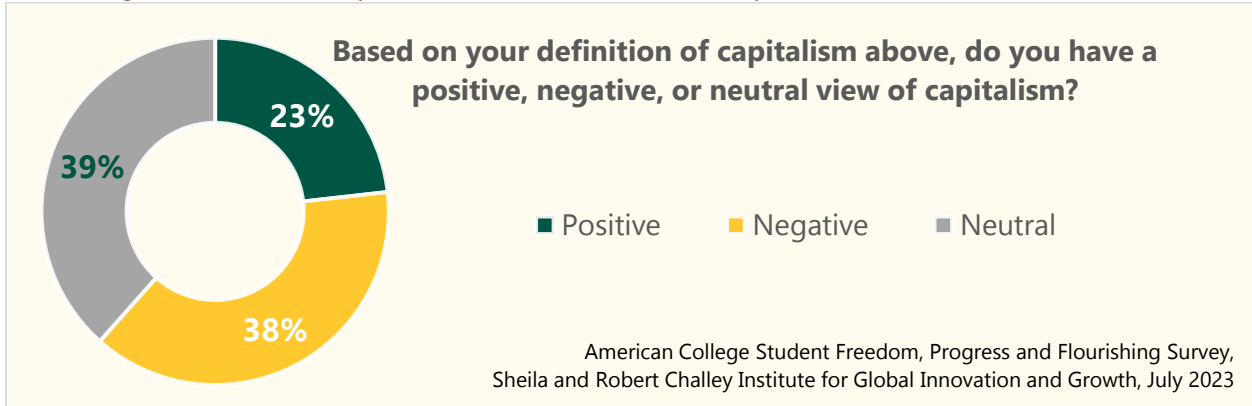 Based on your definition of capitalism above, do you have a
positive, negative, or neutral view of capitalism?
23%
39%
38%
Positive
Negative
Neutral
American College Student Freedom, Progress and Flourishing Survey,
Sheila and Robert Challey Institute for Global Innovation and Growth, July 2023